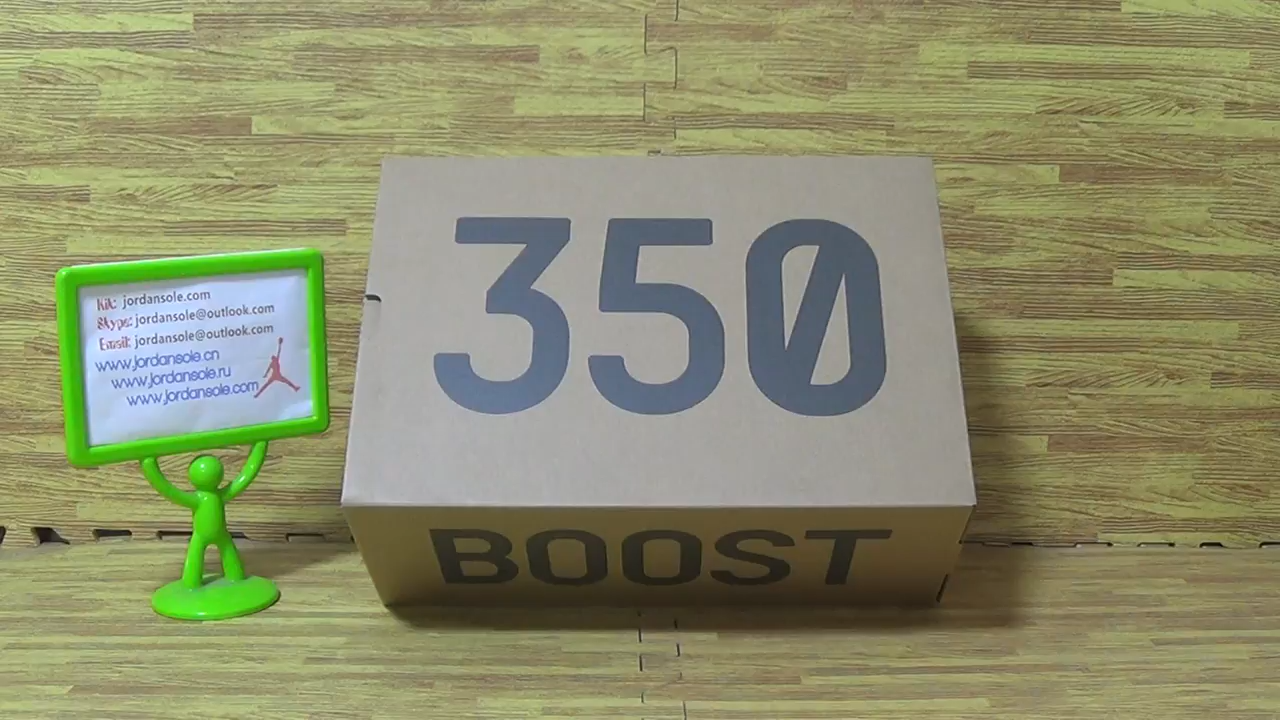 Kik: jordansole.com
Skype: jordansole@outlook.com
Email: jordansole@outlook.com
www.jordansole.cn
www.jordansole.ru
www.jordansole.com
350
BOOST